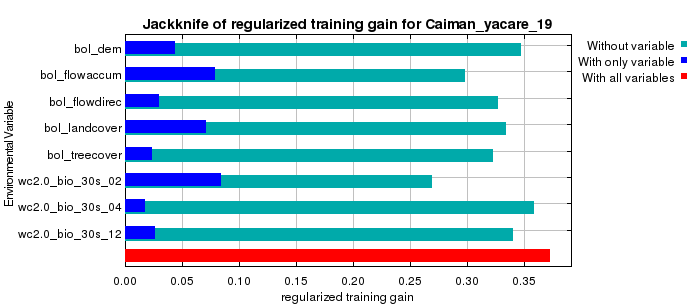 Jackknife of regularized training gain for Caiman_yacare_19
Without variable
With only variable
With all variables
Environmental Variable
bol_dem
bol_flowaccum
bol_flowdirec
bol_landcover
bol_treecover
wc2.0_bio_30s_02
wc2.0_bio_30s_04
wc2.0_bio_30s_12
0.00 0.05 0.10 0.15 0.20 0.25 0.30 0.35
regularized training gain